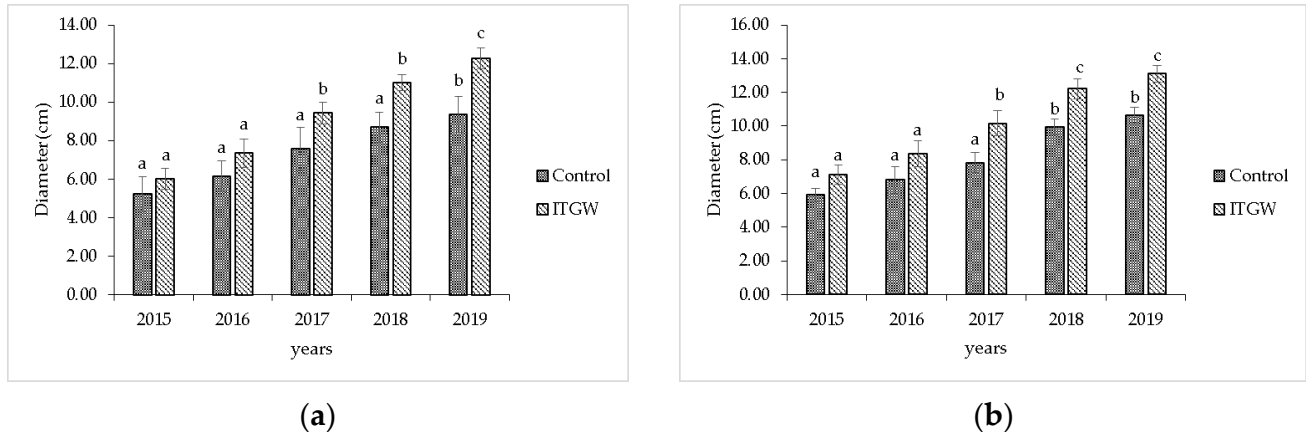 14.00
12.00
10.00
8.00
6.00
4.00
2.00
0.00
Diameter (cm)
a a a a a b a b b c
2015 2016 2017 2018 2019
years
Control
ITGW
(a)
16.00
14.00
12.00
10.00
8.00
6.00
4.00
2.00
0.00
Diameter (cm)
a a a a a b b c b c
2015 2016 2017 2018 2019
years
Control
ITGW
(b)